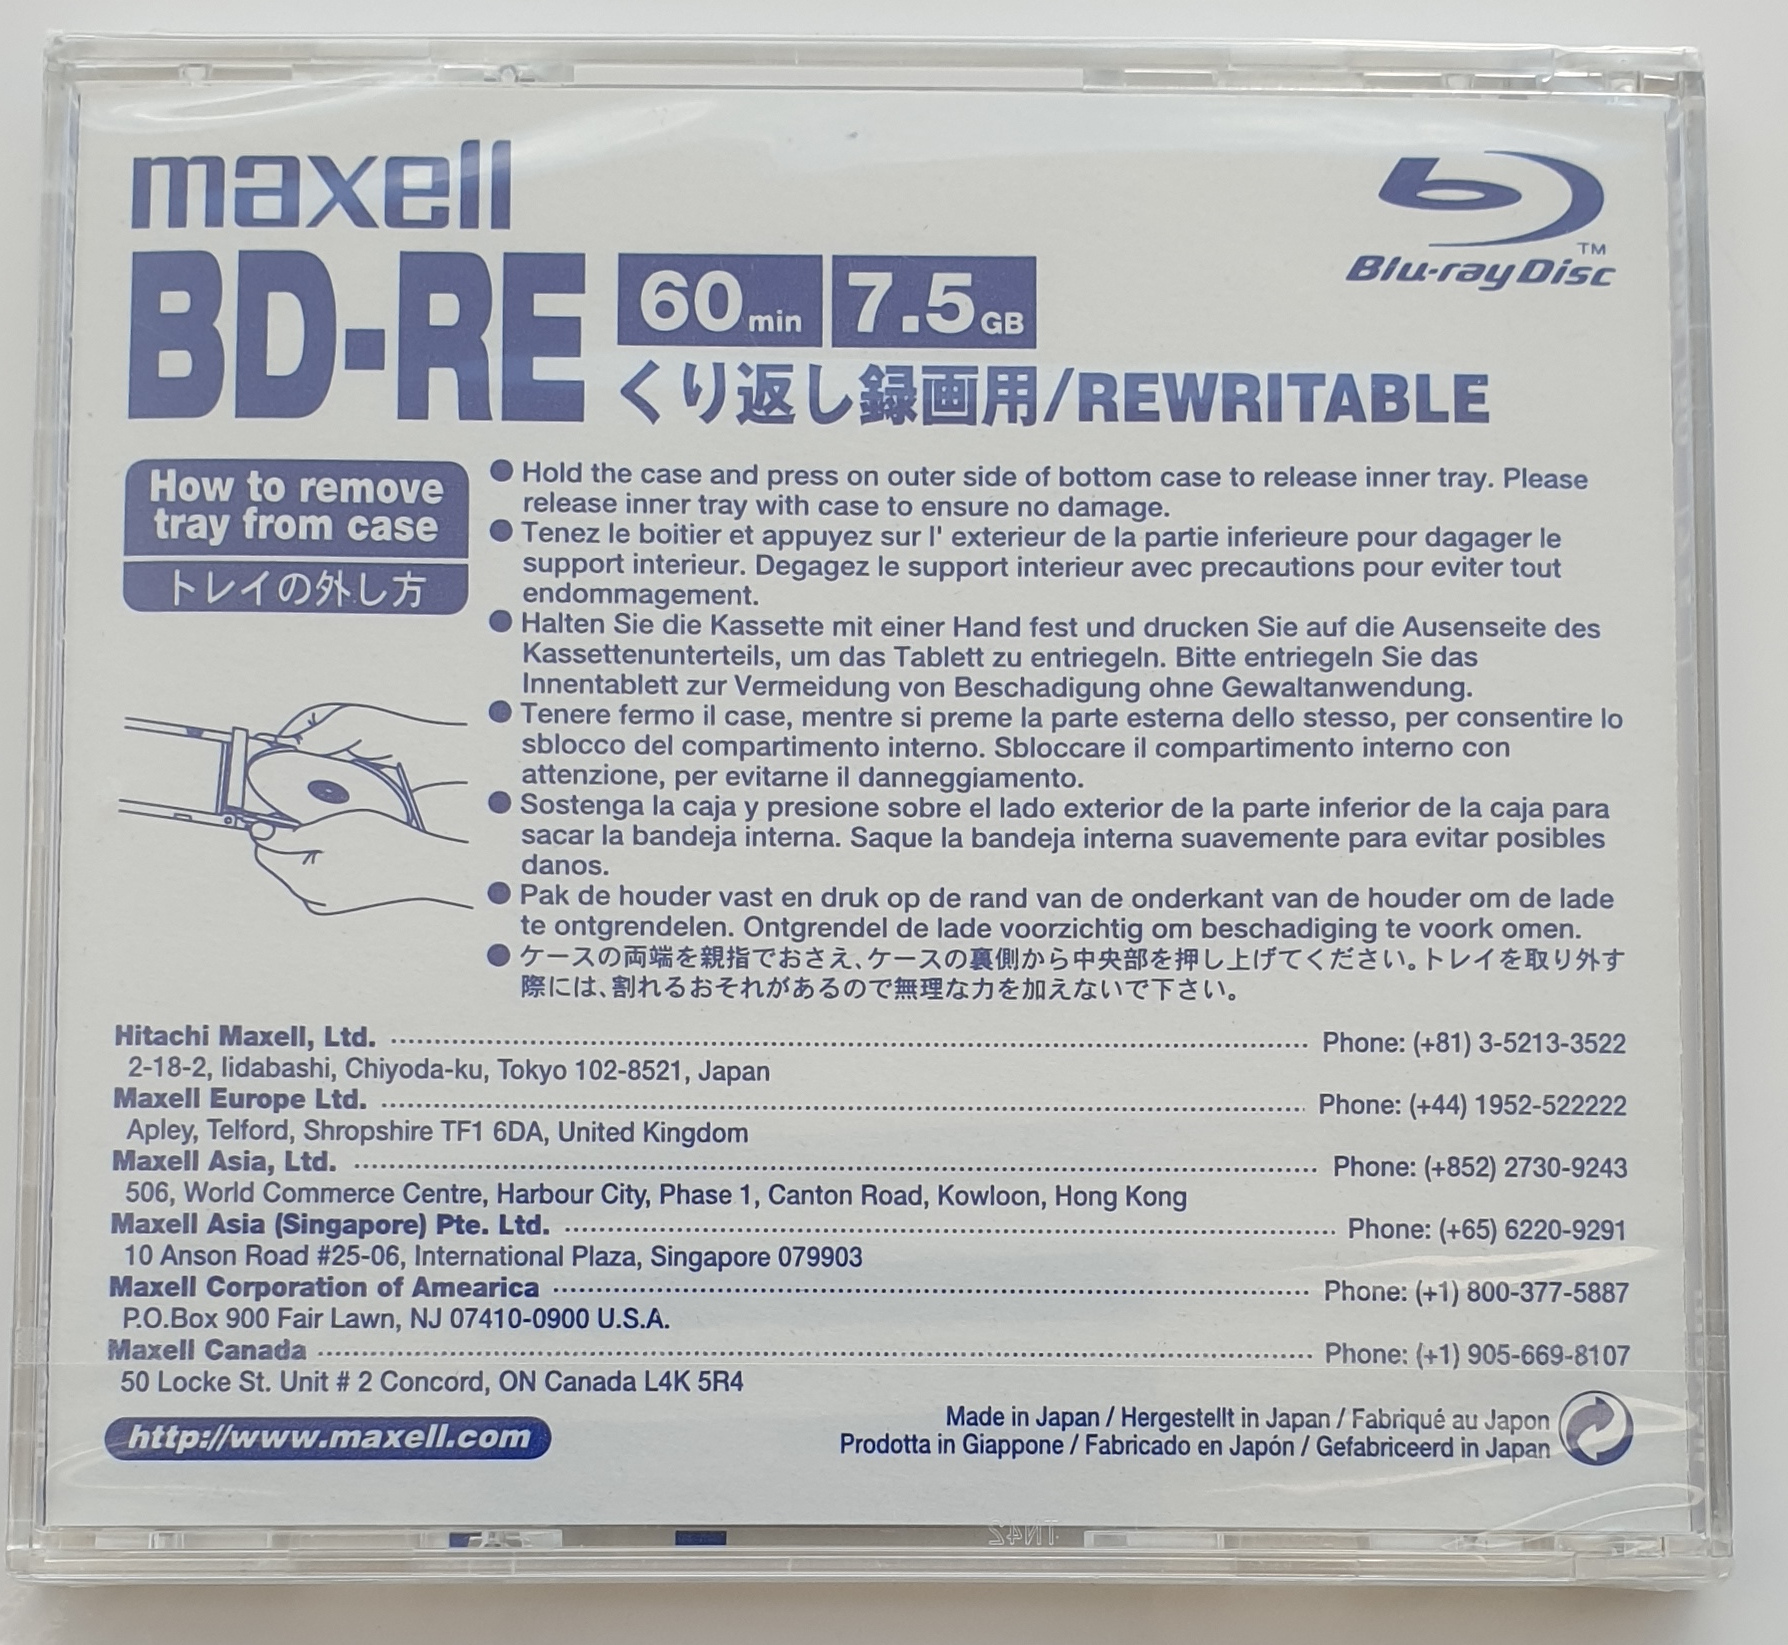 maxell
BD-RE
60min 7.5GB
くり返し録画用/REWRITABLE
TM
Blu-ray Disc
How to remove
tray from case
トレイの外し方
● Hold the case and press on outer side of bottom case to release inner tray. Please
release inner tray with case to ensure no damage.
● Tenez le boitier et appuyez sur l' exterieur de la partie inferieure pour dagager le
support interieur. Degagez le support interieur avec precautions pour eviter tout
endommagement.
● Halten Sie die Kassette mit einer Hand fest und drucken Sie auf die Ausenseite des
Kassettenunterteils, um das Tablett zu entriegeln. Bitte entriegeln Sie das
Innentablett zur Vermeidung von Beschadigung ohne Gewaltanwendung.
● Tenere fermo il case, mentre si preme la parte esterna dello stesso, per consentire lo
sblocco del compartimento interno. Sbloccare il compartimento interno con
attenzione, per evitarne il danneggiamento.
● Sostenga la caja y presione sobre el lado exterior de la parte inferior de la caja para
sacar la bandeja interna. Saque la bandeja interna suavemente para evitar posibles
danos.
● Pak de houder vast en druk op de rand van de onderkant van de houder om de lade
te ontgrendelen. Ontgrendel de lade voorzichtig om beschadiging te voork omen.
● ケースの両端を親指でおさえ、ケースの裏側から中央部を押し上げてください。トレイを取り外す
際には、割れるおそれがあるので無理な力を加えないで下さい。
Hitachi Maxell, Ltd. Phone: (+81) 3-5213-3522
2-18-2, Iidabashi, Chiyoda-ku, Tokyo 102-8521, Japan
Maxell Europe Ltd. Phone: (+44) 1952-522222
Apley, Telford, Shropshire TF1 6DA, United Kingdom
Maxell Asia, Ltd. Phone: (+852) 2730-9243
506, World Commerce Centre, Harbour City, Phase 1, Canton Road, Kowloon, Hong Kong
Maxell Asia (Singapore) Pte. Ltd. Phone: (+65) 6220-9291
10 Anson Road #25-06, International Plaza, Singapore 079903
Maxell Corporation of Amearica Phone: (+1) 800-377-5887
P.O.Box 900 Fair Lawn, NJ 07410-0900 U.S.A.
Maxell Canada Phone: (+1) 905-669-8107
50 Locke St. Unit # 2 Concord, ON Canada L4K 5R4
http://www.maxell.com
Made in Japan / Hergestellt in Japan / Fabriqué au Japon
Prodotta in Giappone / Fabricado en Japón / Gefabriceerd in Japan
TN42